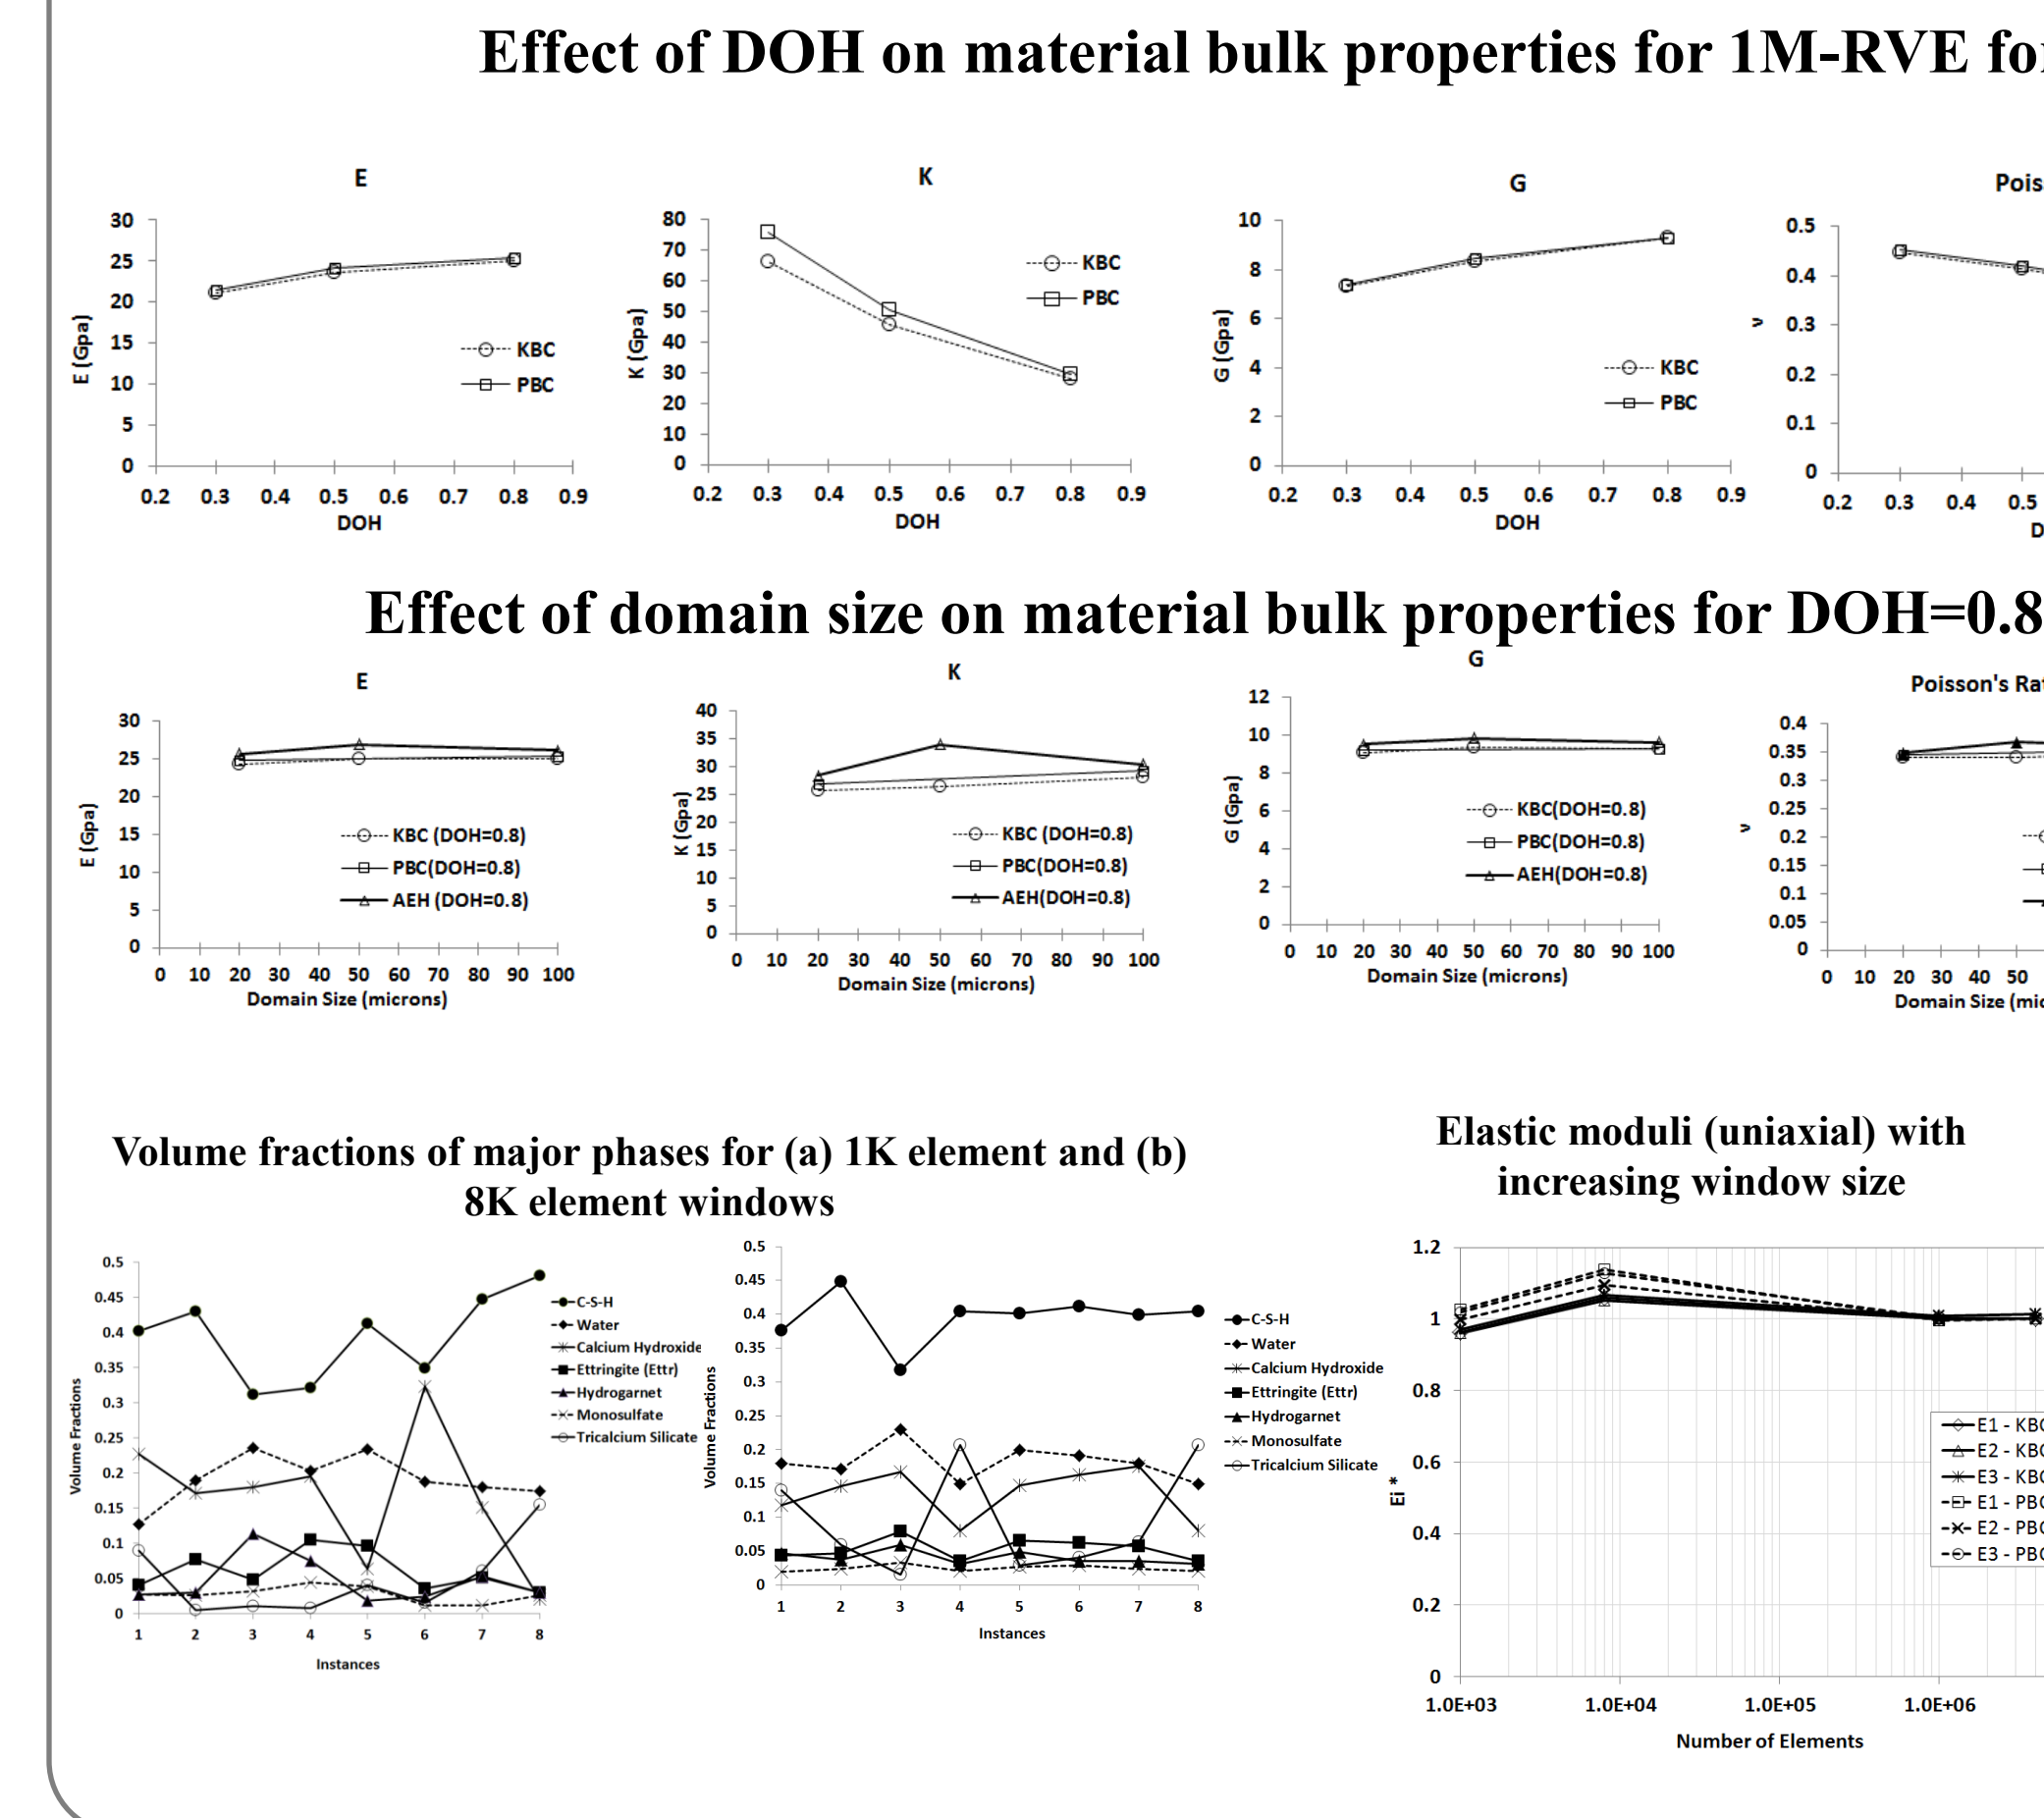 Effect of DOH on material bulk properties for 1M-RVE for
E
30
25
20
15
10
5
0
E (Gpa)
KBC
PBC
0.2 0.3 0.4 0.5 0.6 0.7 0.8 0.9
DOH
K
80
70
60
50
40
30
20
10
0
K (Gpa)
KBC
PBC
0.2 0.3 0.4 0.5 0.6 0.7 0.8 0.9
DOH
G
10
8
6
4
2
0
G (Gpa)
KBC
PBC
0.2 0.3 0.4 0.5 0.6 0.7 0.8 0.9
DOH
Pois
0.5
0.4
0.3
0.2
0.1
0
ν
0.2 0.3 0.4 0.5
D
Effect of domain size on material bulk properties for DOH=0.8
E
30
25
20
15
10
5
0
E (Gpa)
KBC (DOH=0.8)
PBC(DOH=0.8)
AEH (DOH=0.8)
0 10 20 30 40 50 60 70 80 90 100
Domain Size (microns)
K
40
35
30
25
20
15
10
5
0
K (Gpa)
KBC (DOH=0.8)
PBC(DOH=0.8)
AEH(DOH=0.8)
0 10 20 30 40 50 60 70 80 90 100
Domain Size (microns)
G
12
10
8
6
4
2
0
G (Gpa)
KBC(DOH=0.8)
PBC(DOH=0.8)
AEH(DOH=0.8)
0 10 20 30 40 50 60 70 80 90 100
Domain Size (microns)
Poisson's Rat
0.4
0.35
0.3
0.25
0.2
0.15
0.1
0.05
0
ν
0 10 20 30 40 50
Domain Size (mic
Volume fractions of major phases for (a) 1K element and (b)
8K element windows
0.5
0.45
0.4
0.35
0.3
0.25
0.2
0.15
0.1
0.05
0
Volume Fractions
C-S-H
Water
Calcium Hydroxide
Ettringite (Ettr)
Hydrogarnet
Monosulfate
Tricalcium Silicate
1 2 3 4 5 6 7 8
Instances
0.5
0.45
0.4
0.35
0.3
0.25
0.2
0.15
0.1
0.05
0
Volume Fractions
C-S-H
Water
Calcium Hydroxide
Ettringite (Ettr)
Hydrogarnet
Monosulfate
Tricalcium Silicate
1 2 3 4 5 6 7 8
Instances
Elastic moduli (uniaxial) with
increasing window size
1.2
1
0.8
0.6
0.4
0.2
0
Ei *
E1 - KBC
E2 - KBC
E3 - KBC
E1 - PBC
E2 - PBC
E3 - PBC
1.0E+03 1.0E+04 1.0E+05 1.0E+06
Number of Elements